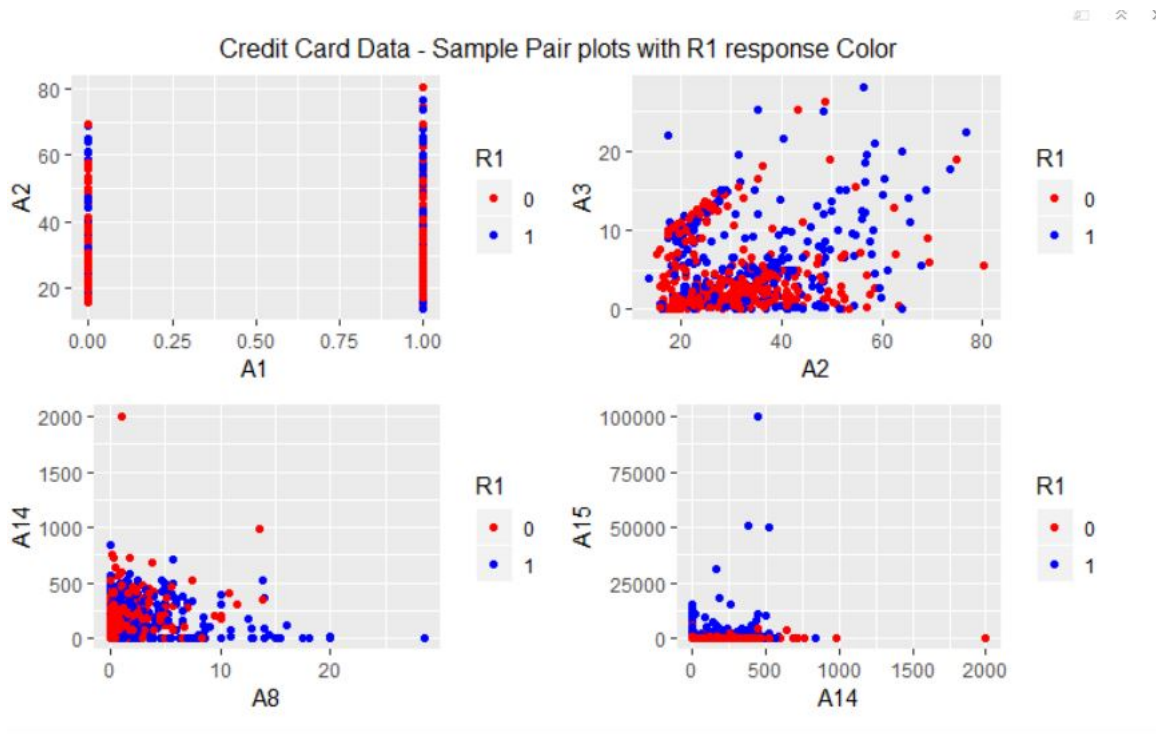 Credit Card Data - Sample Pair plots with R1 response Color
80
60
40
20
A2
0.00 0.25 0.50 0.75 1.00
A1
R1
0
1
20
10
0
A3
20 40 60 80
A2
R1
0
1
2000
1500
1000
500
0
A14
0 10 20
A8
R1
0
1
100000
75000
50000
25000
0
A15
0 500 1000 1500 2000
A14
R1
0
1